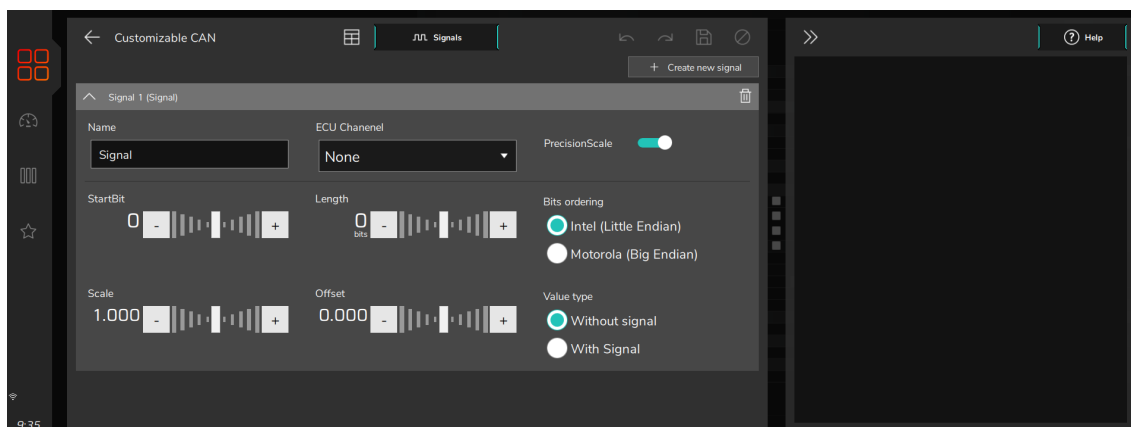 Customizable CAN
Signals
Help
+ Create new signal
Signal 1 (Signal)
Name
ECU Chanenel
PrecisionScale
Signal
None
StartBit
Length
Bits ordering
0 - +
0 bits - +
Intel (Little Endian)
Motorola (Big Endian)
Scale
Offset
Value type
1.000 - +
0.000 - +
Without signal
With Signal
9:35